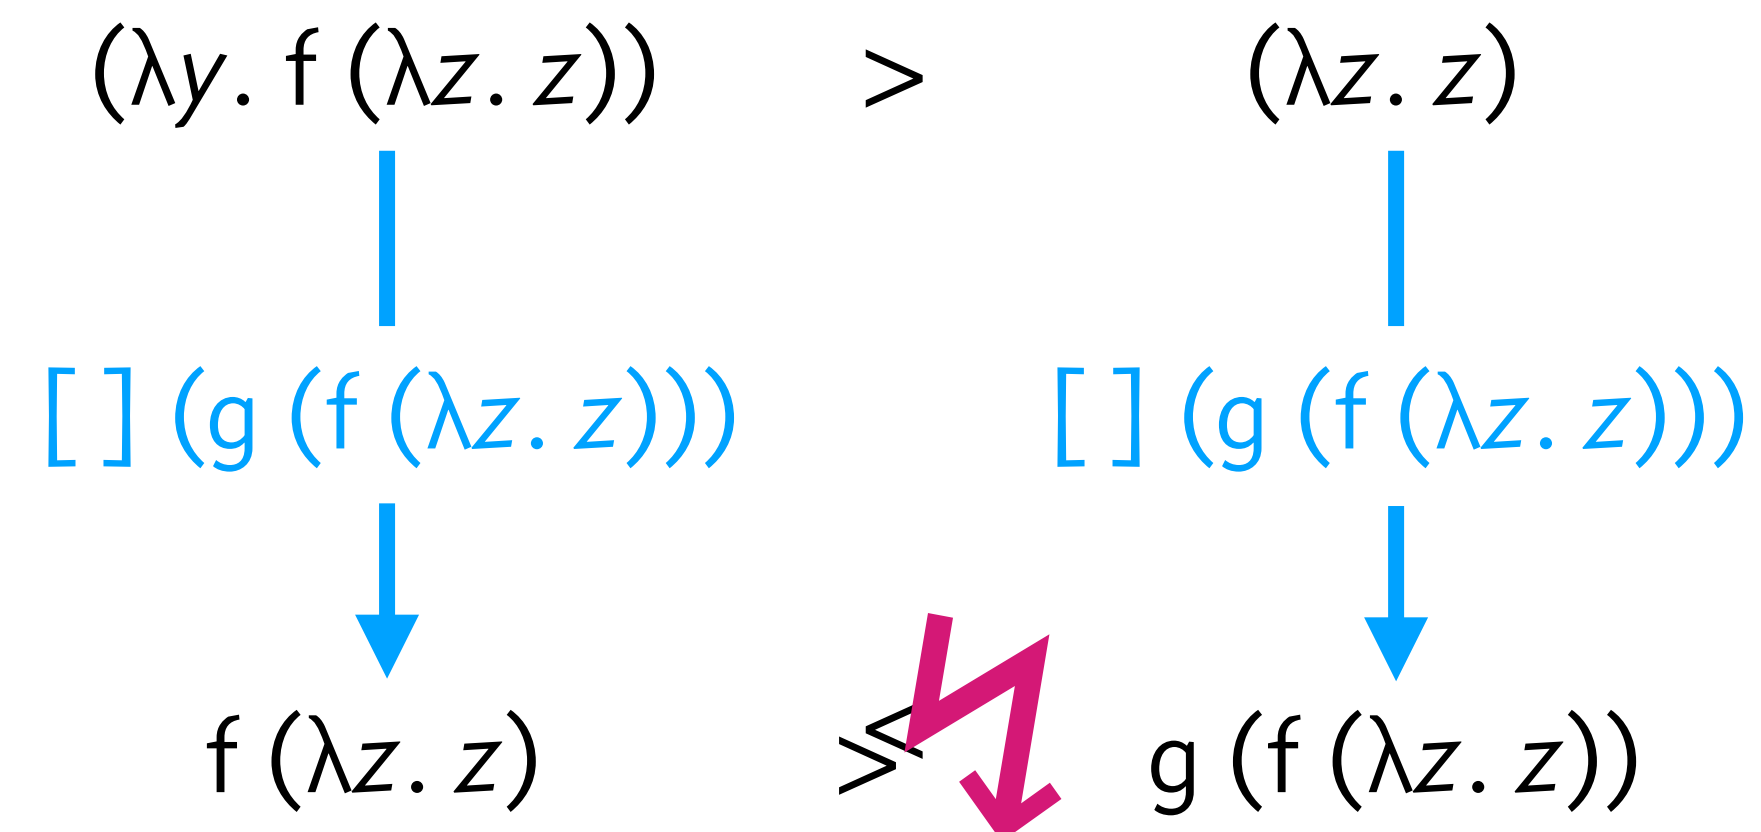 (λy. f (λz. z)) > (λz. z)
[ ] (g (f (λz. z))) [ ] (g (f (λz. z)))
f (λz. z) > < g (f (λz. z))